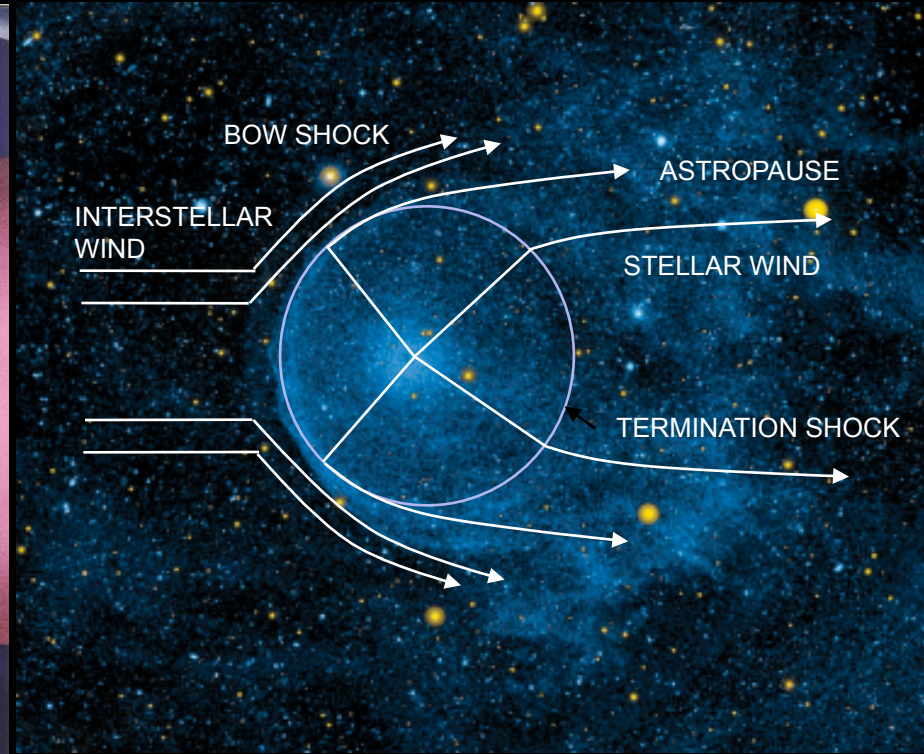 BOW SHOCK
ASTROPAUSE
INTERSTELLAR
WIND
STELLAR WIND
TERMINATION SHOCK